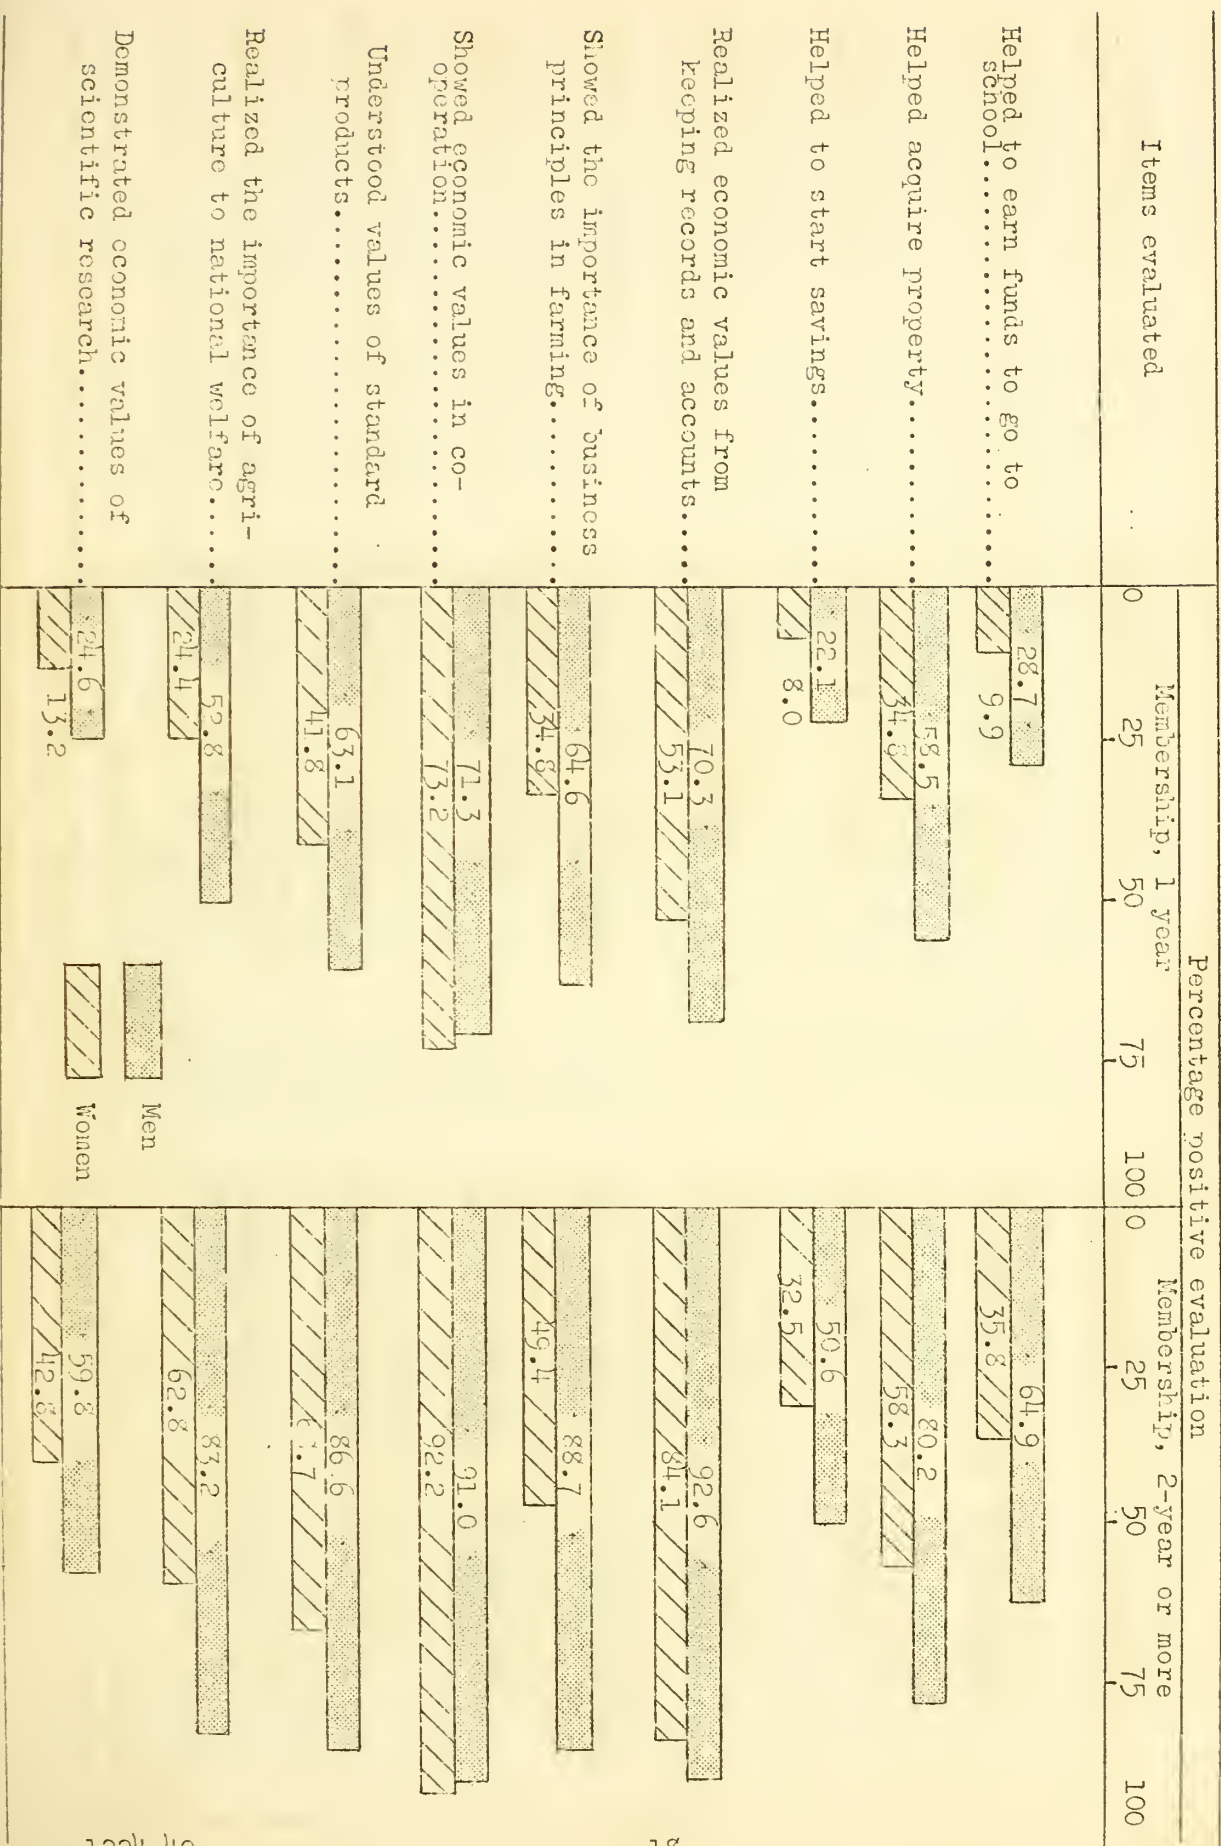 Percentage positive evaluation
Items evaluated
Membership, 1 year
Membership, 2-year or more
0 25 50 75 100
0 25 50 75 100
Helped to earn funds to go to
school
28.7
9.9
64.9
35.8
Helped acquire property
58.5
34.8
80.2
58.3
Helped to start savings
22.1
8.0
50.6
32.5
Realized economic values from
keeping records and accounts
70.3
53.1
92.6
84.1
Showed the importance of business
principles in farming
64.6
34.8
88.7
49.4
Showed economic values in co-
operation
71.3
73.2
91.0
92.2
Understood values of standard
products
63.1
41.8
86.6
Realized the importance of agri-
culture to national welfare
52.8
24.4
83.2
62.8
Demonstrated economic values of
scientific research
24.6
13.2
59.8
42.8
Men
Women